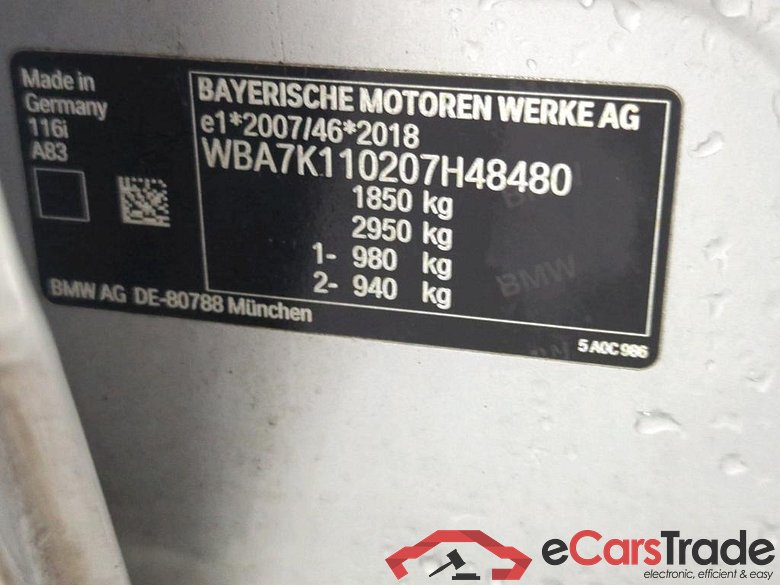 Made in
Germany
116i
A83
BAYERISCHE MOTOREN WERKE AG
e1*2007/46*2018
WBA7K110207H48480
1850 kg
2950 kg
1- 980 kg
2- 940 kg
BMW AG DE-80788 München
5 A0C 986
BMW
eCarsTrade
electronic, efficient & easy